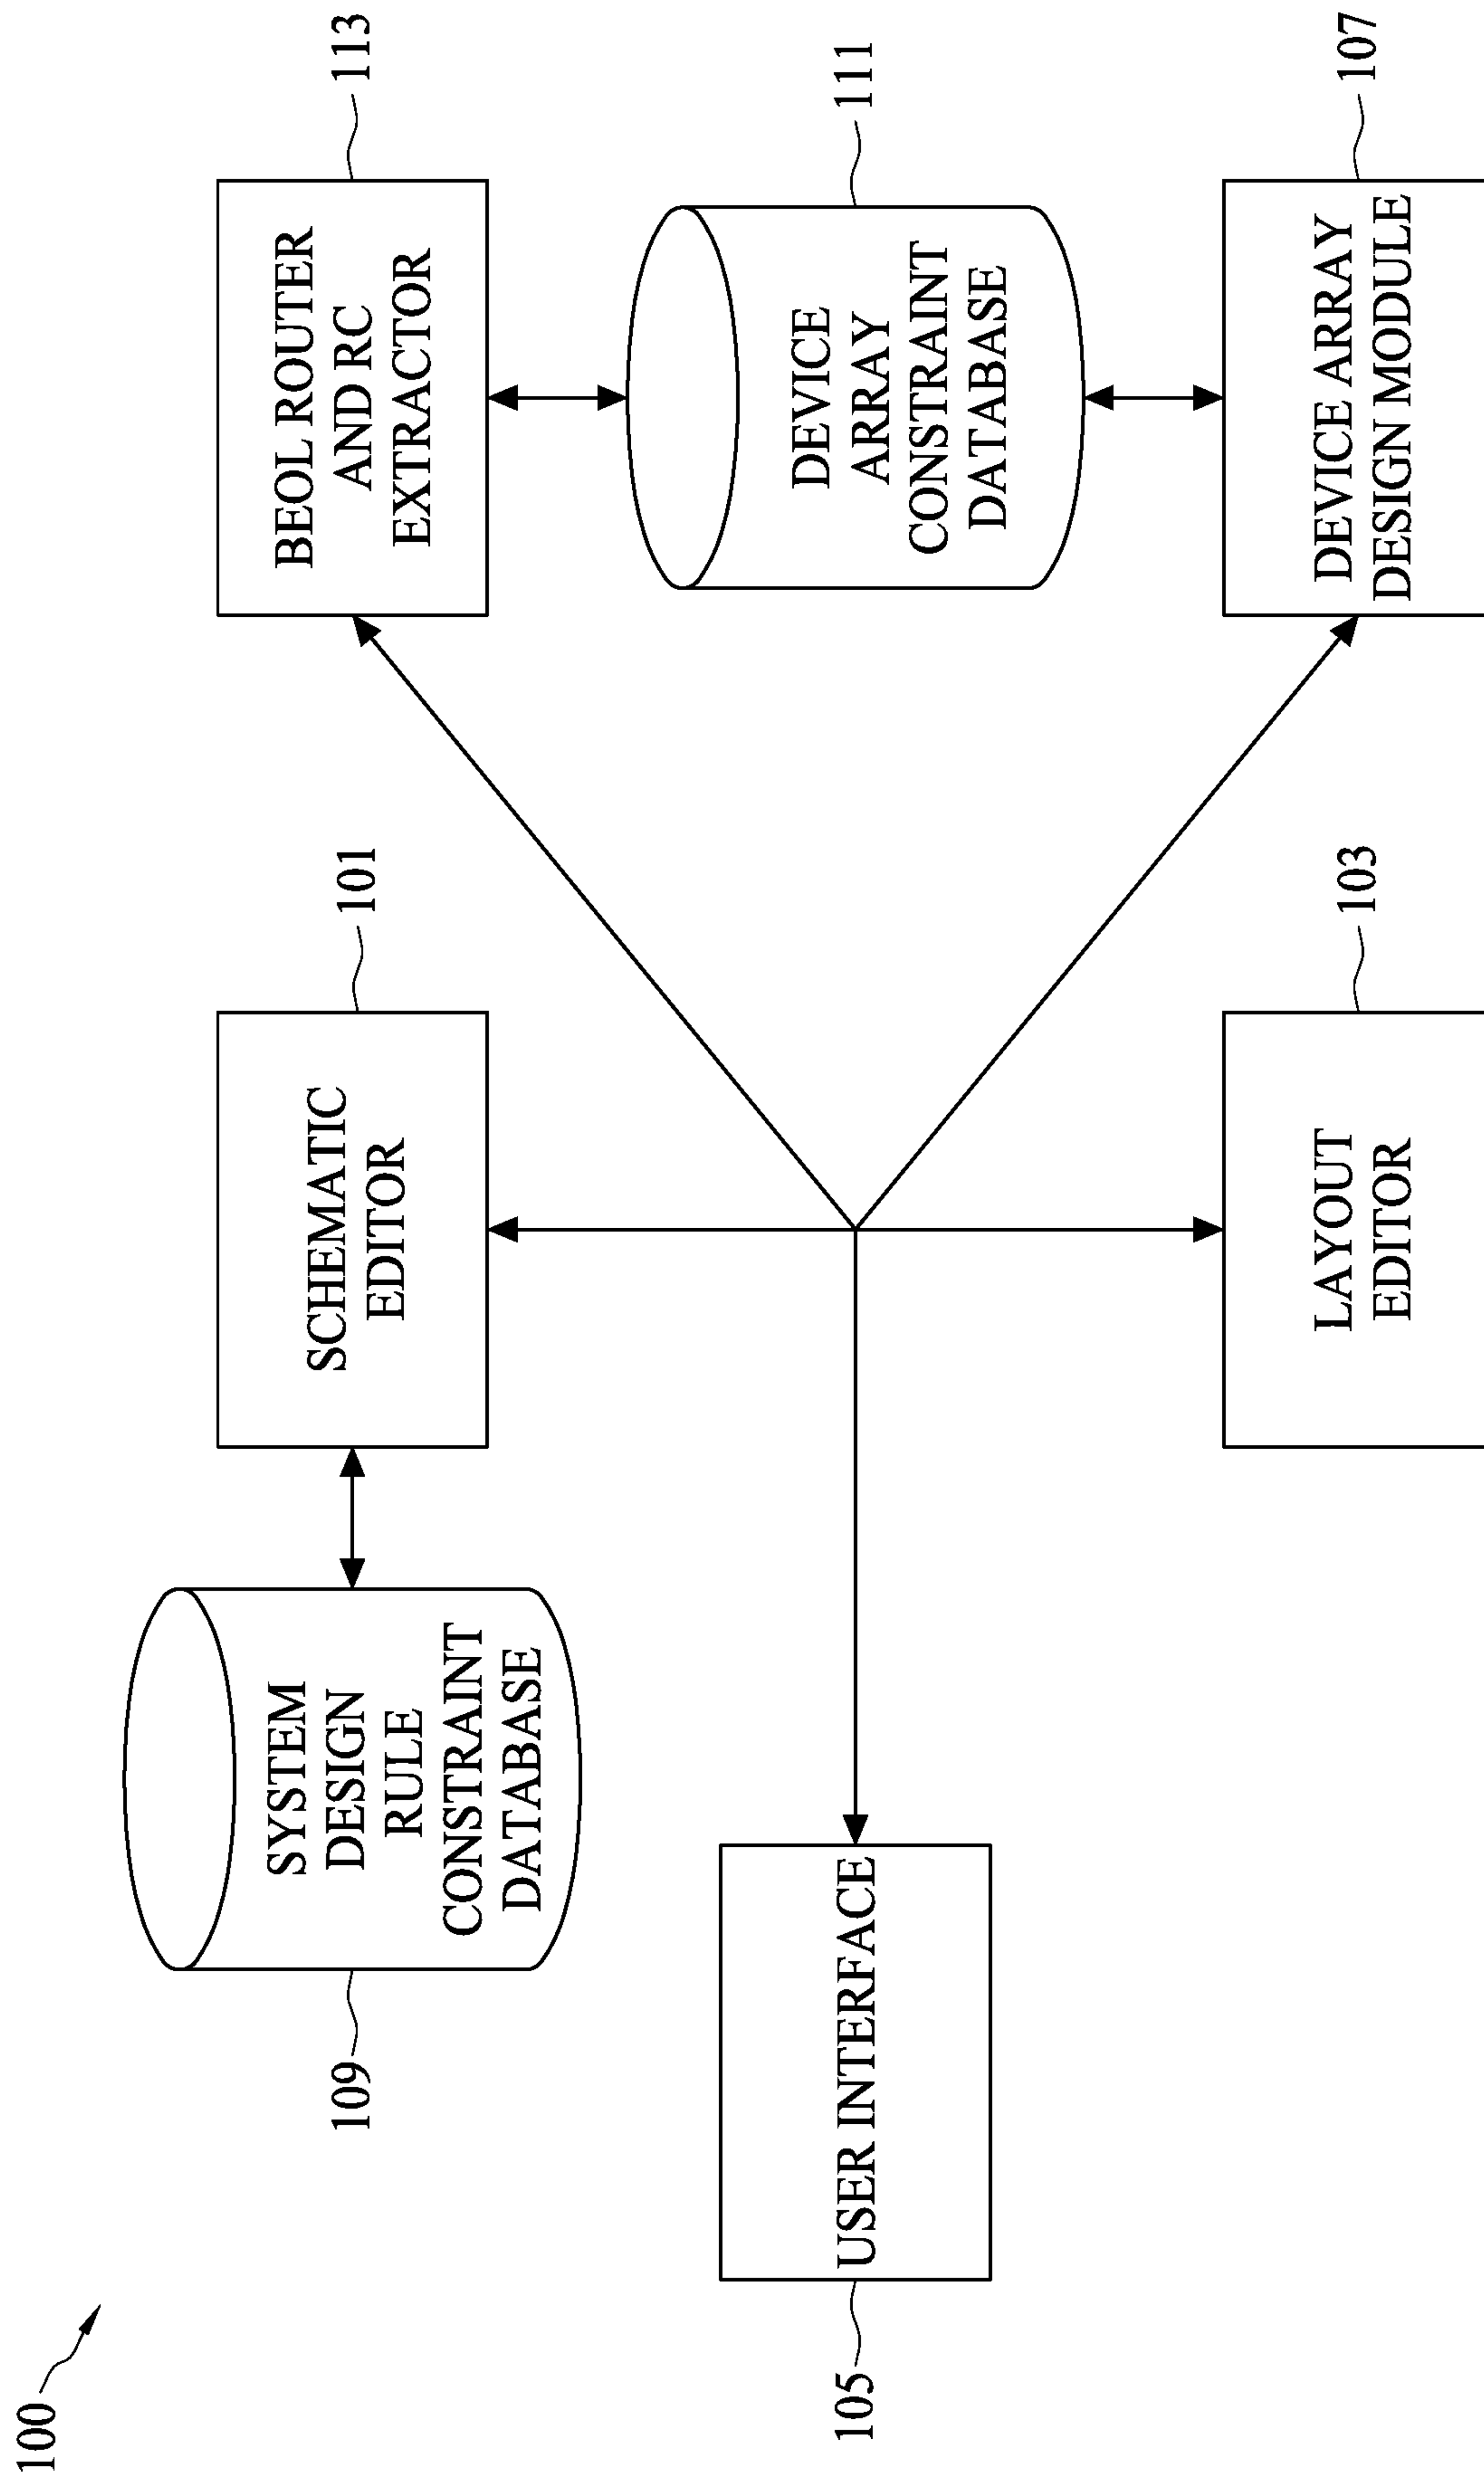 100
109
SYSTEM
DESIGN
RULE
CONSTRAINT
DATABASE
SCHEMATIC
EDITOR
101
BEOL ROUTER
AND RC
EXTRACTOR
113
105
USER INTERFACE
DEVICE
ARRAY
CONSTRAINT
DATABASE
111
LAYOUT
EDITOR
103
DEVICE ARRAY
DESIGN MODULE
107